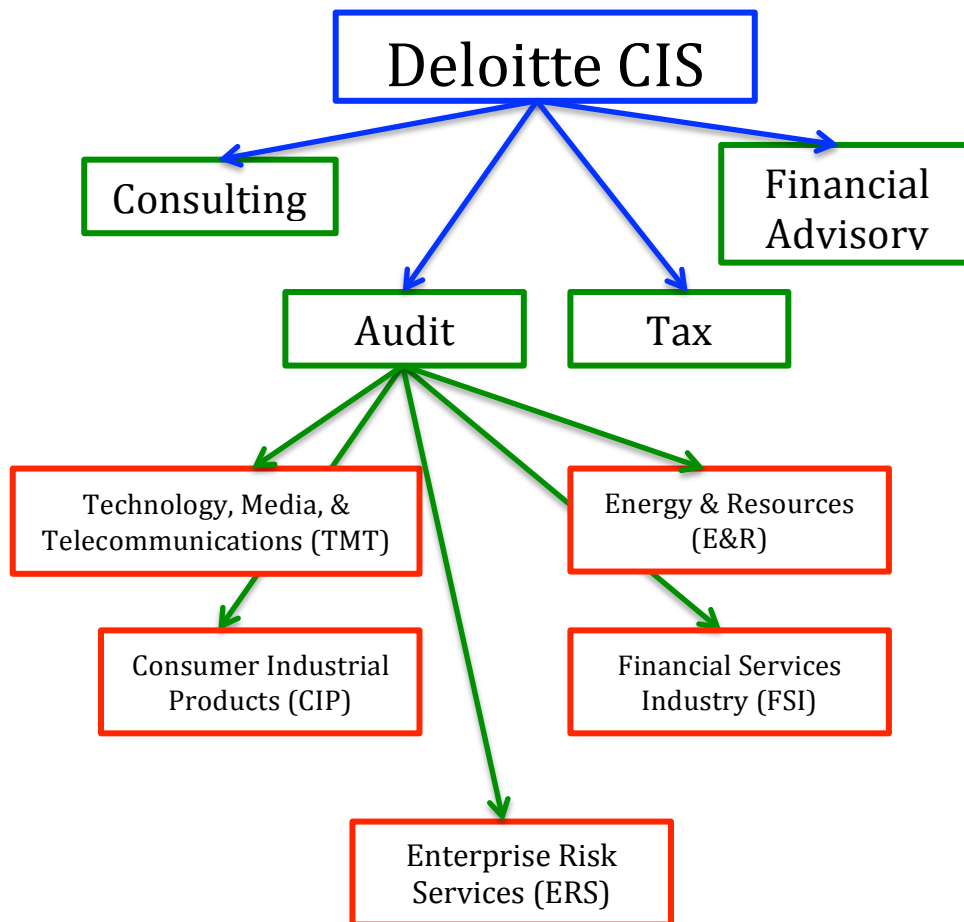 Deloitte CIS
Consulting
Financial
Advisory
Audit
Tax
Technology, Media, &
Telecommunications (TMT)
Energy & Resources
(E&R)
Consumer Industrial
Products (CIP)
Financial Services
Industry (FSI)
Enterprise Risk
Services (ERS)